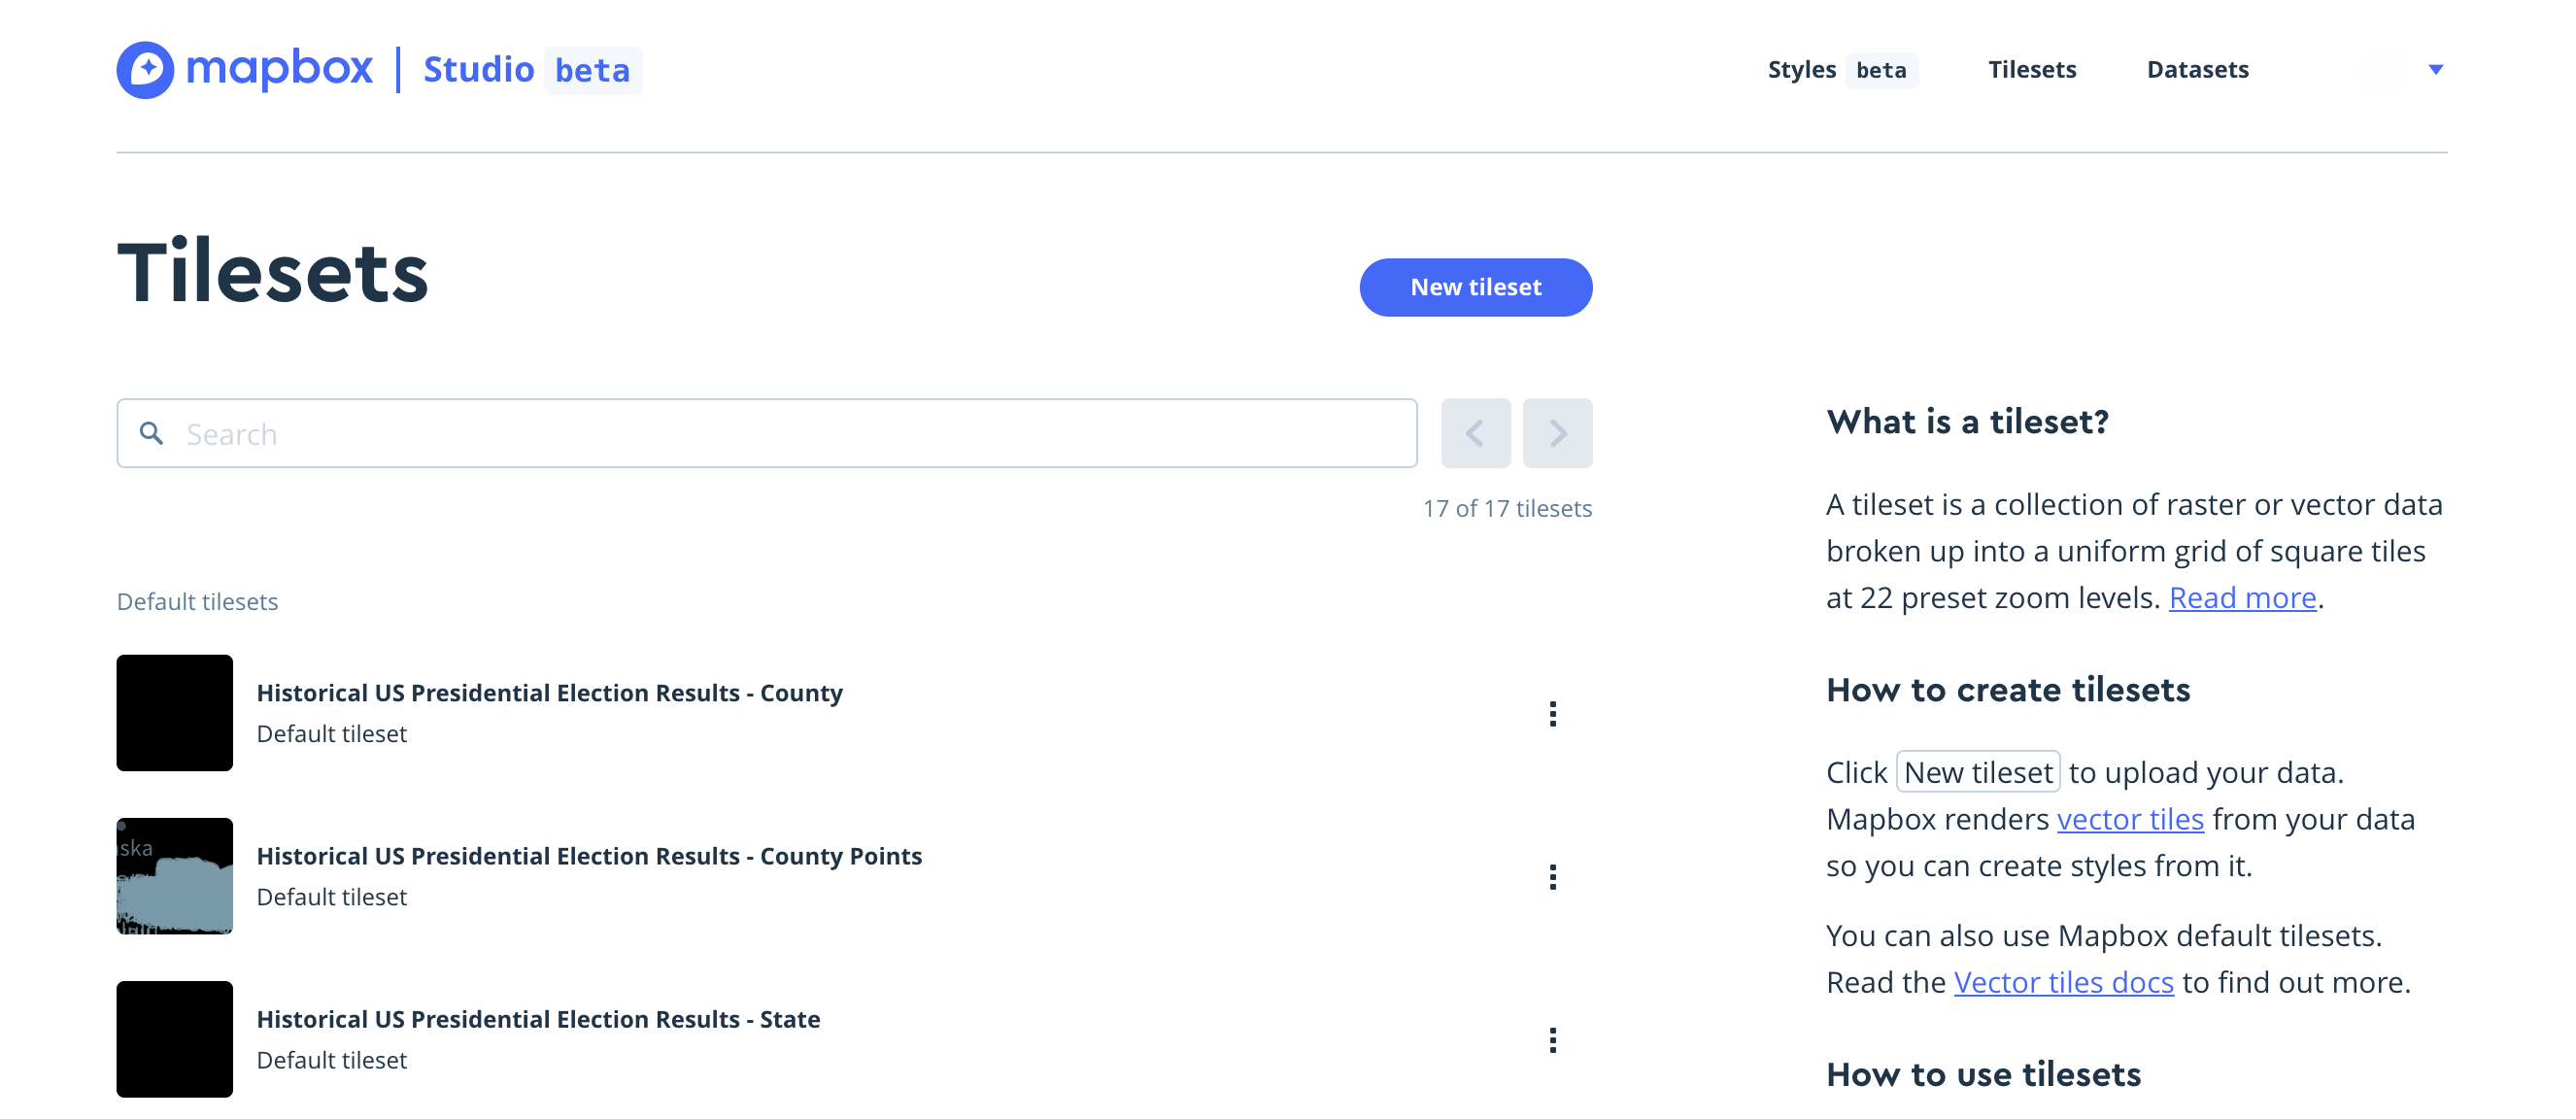 mapbox | Studio beta
Styles beta Tilesets Datasets
Tilesets
New tileset
Search
17 of 17 tilesets
Default tilesets
Historical US Presidential Election Results - County
Default tileset
aska
Historical US Presidential Election Results - County Points
Default tileset
Historical US Presidential Election Results - State
Default tileset
What is a tileset?
A tileset is a collection of raster or vector data
broken up into a uniform grid of square tiles
at 22 preset zoom levels. Read more.
How to create tilesets
Click New tileset to upload your data.
Mapbox renders vector tiles from your data
so you can create styles from it.
You can also use Mapbox default tilesets.
Read the Vector tiles docs to find out more.
How to use tilesets